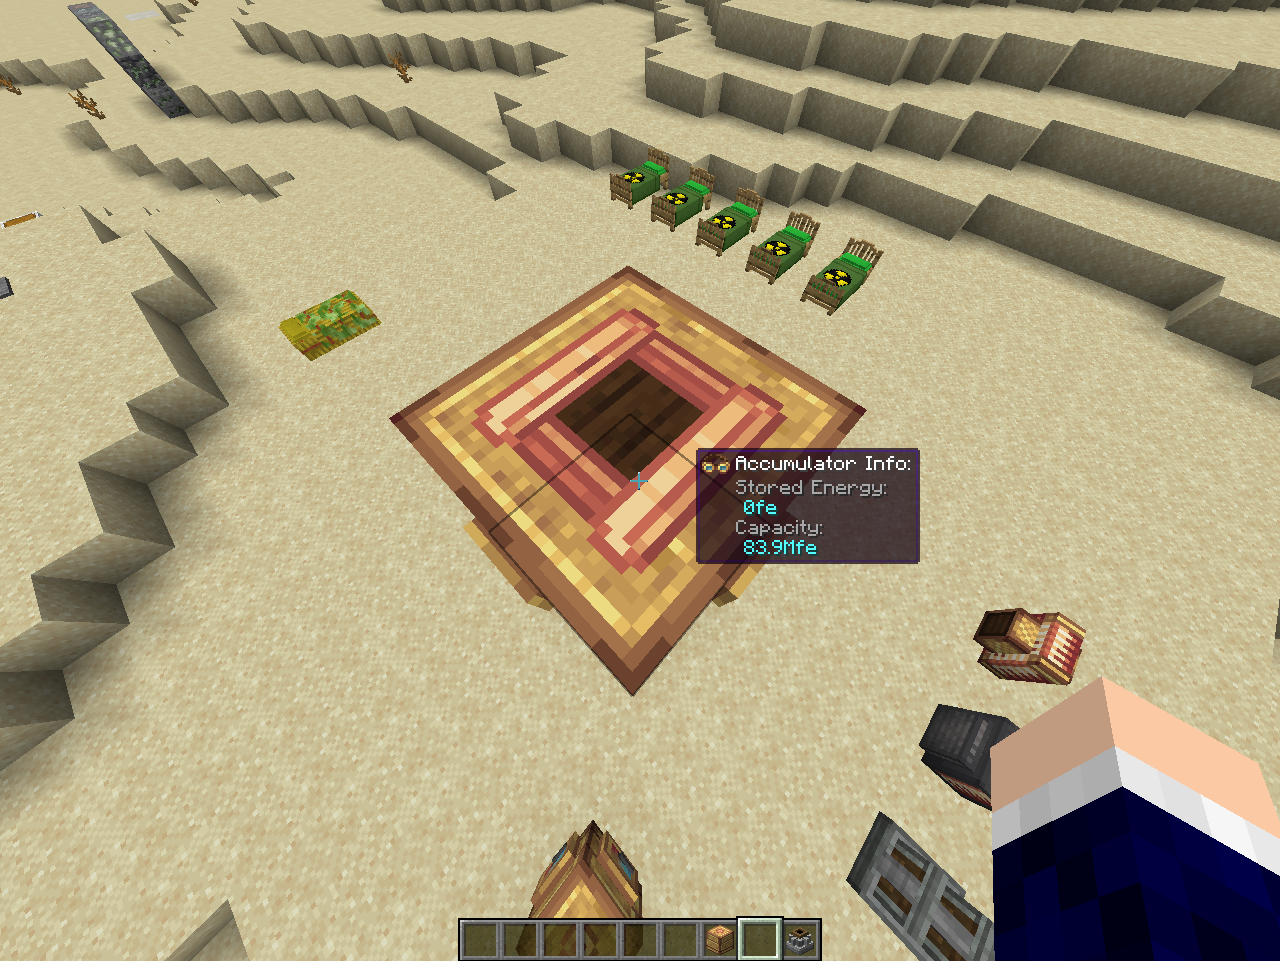 Accumulator Info:
Stored Energy:
0fe
Capacity:
83.9Mfe